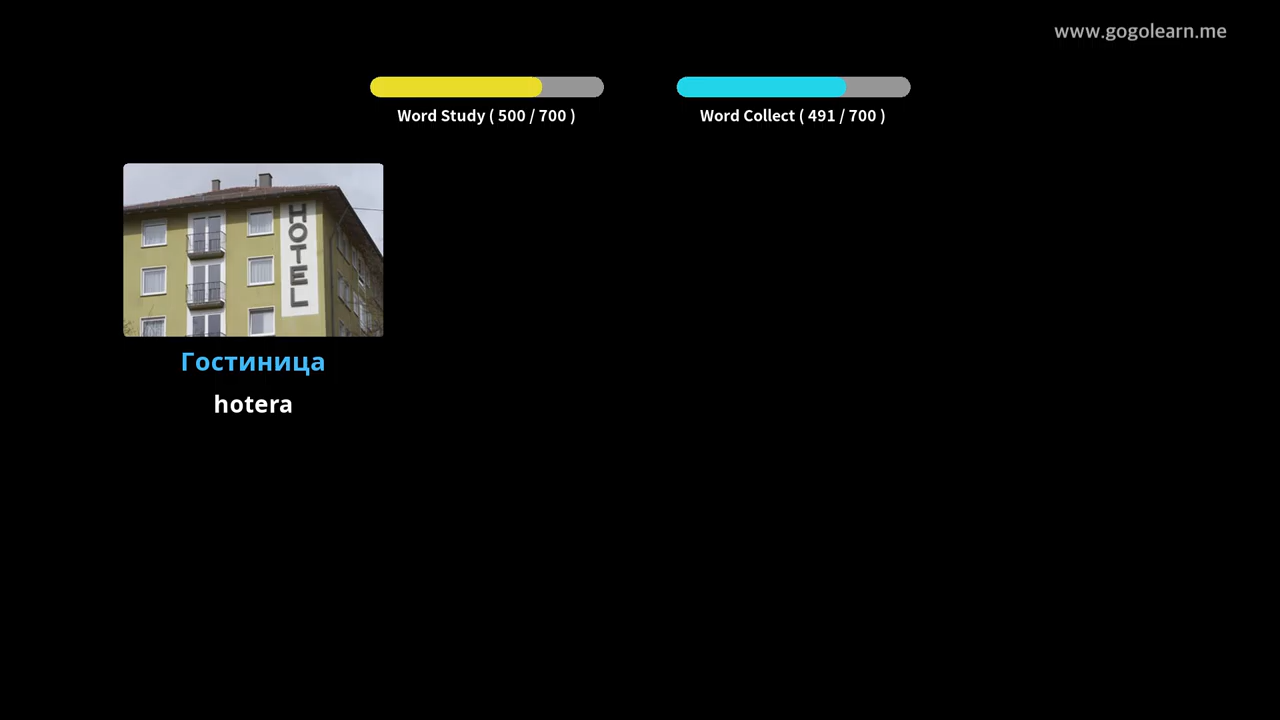 www.gogolearn.me
Word Study ( 500 / 700 )
Word Collect ( 491 / 700 )
HOTEL
Гостиница
hotera